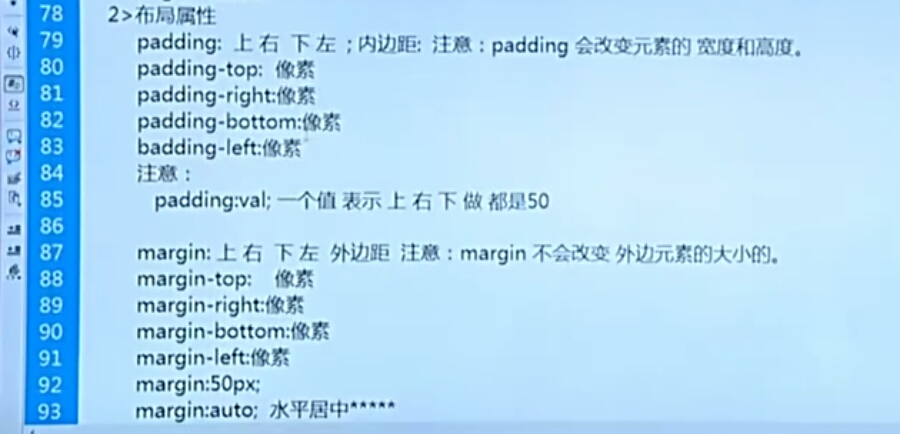 78 2>布局属性
79 padding: 上 右 下 左 ; 内边距: 注意：padding 会改变元素的 宽度和高度。
80 padding-top: 像素
81 padding-right:像素
82 padding-bottom:像素
83 badding-left:像素
84 注意：
85 padding:val; 一个值 表示 上 右 下 做 都是50
86
87 margin: 上 右 下 左 外边距 注意：margin 不会改变 外边元素的大小的。
88 margin-top: 像素
89 margin-right:像素
90 margin-bottom:像素
91 margin-left:像素
92 margin:50px;
93 margin:auto; 水平居中*****